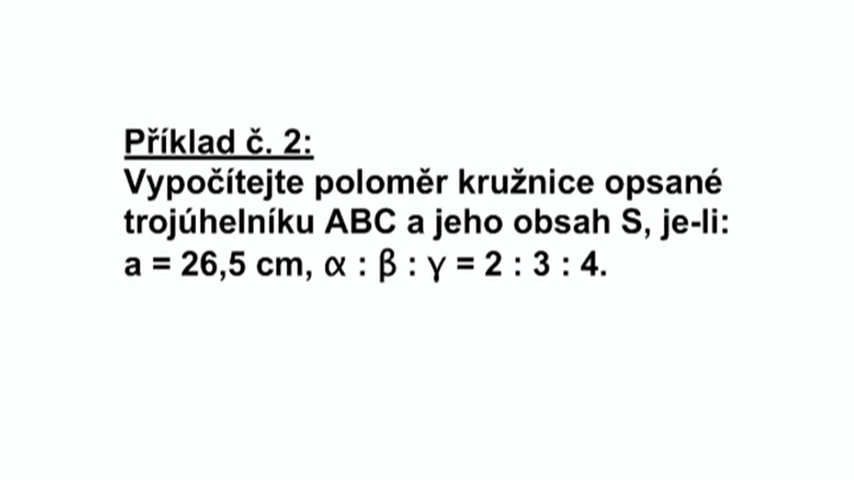 Příklad č. 2:
Vypočítejte poloměr kružnice opsané
trojúhelníku ABC a jeho obsah S, je-li:
a = 26,5 cm, α : β : γ = 2 : 3 : 4.